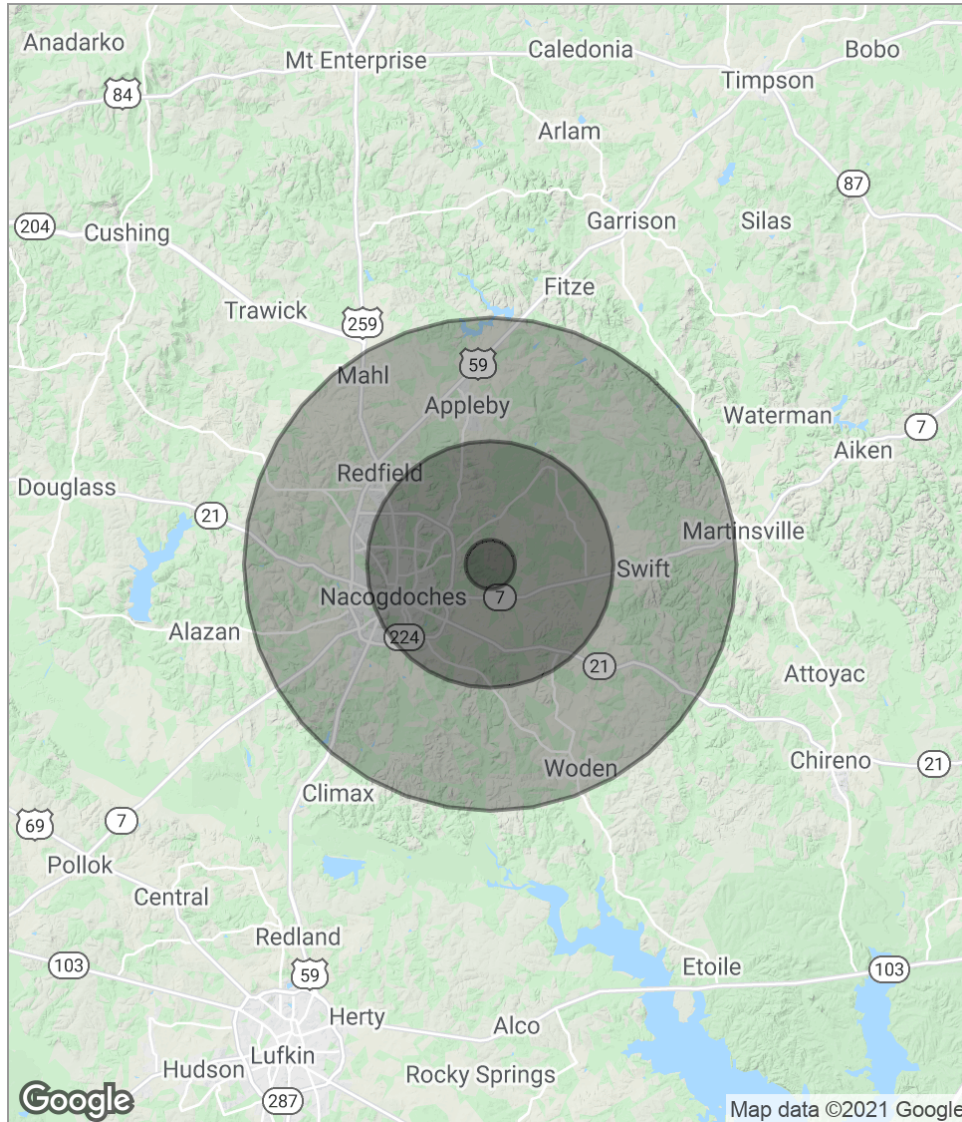 Anadarko
Caledonia
Bobo
Mt Enterprise
Timpson
84
Arlam
87
Garrison
Silas
204
Cushing
Fitze
Trawick
259
59
Mahl
Appleby
Waterman
7
Aiken
Redfield
Douglass
21
Martinsville
Swift
Nacogdoches
7
Alazan
224
21
Attoyac
Chireno
21
Woden
Climax
69
7
Pollok
Central
Redland
103
59
Etoile
103
Herty
Alco
Lufkin
Hudson
Rocky Springs
287
Google
Map data ©2021 Google